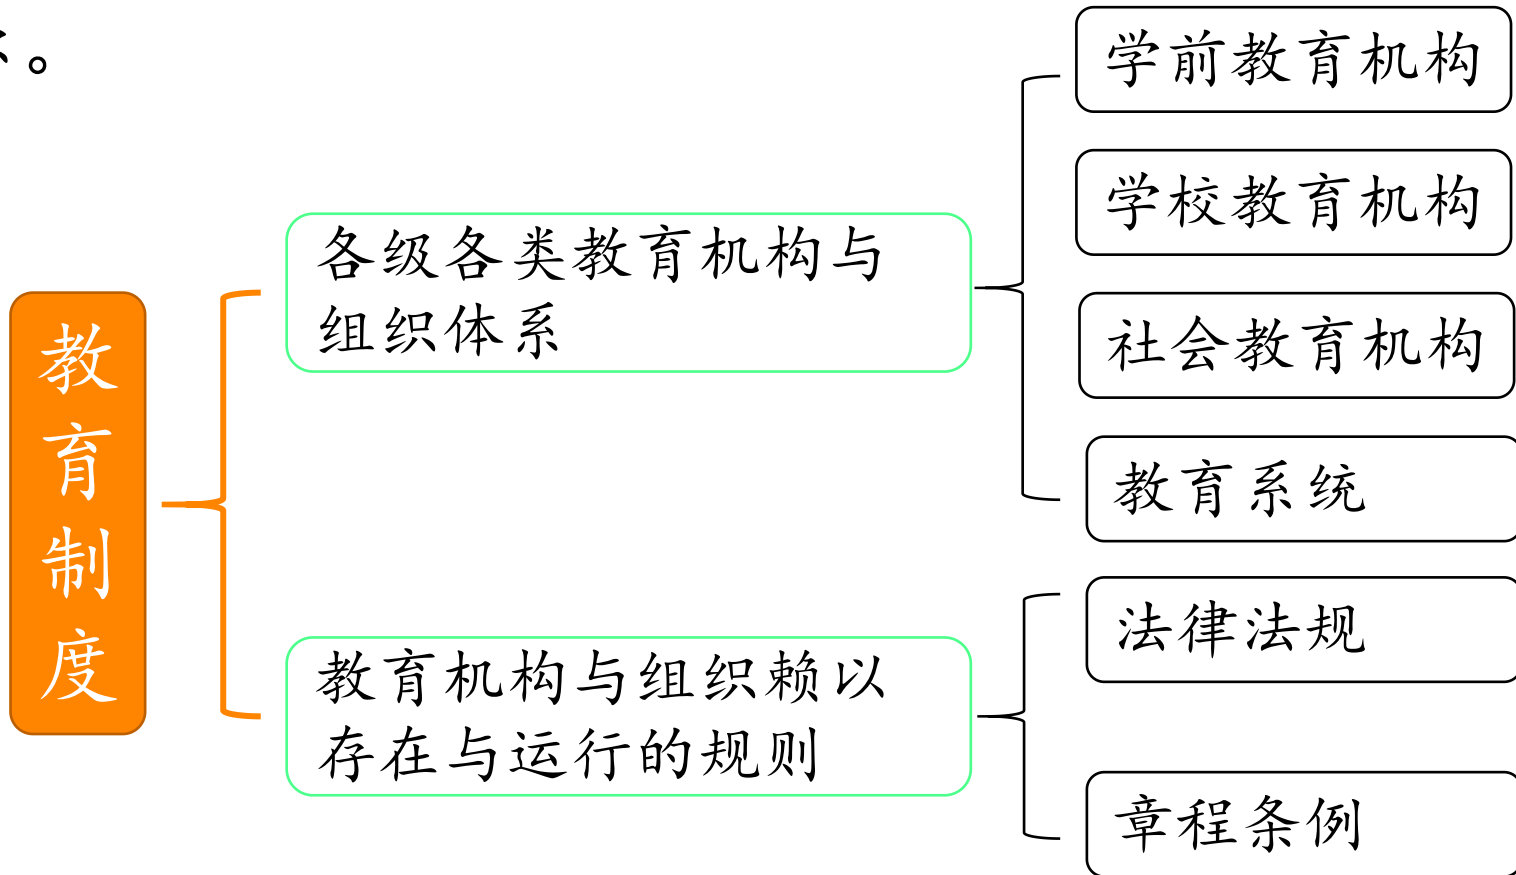 。
学前教育机构
学校教育机构
各级各类教育机构与
组织体系
社会教育机构
教育系统
教育制度
法律法规
教育机构与组织赖以
存在与运行的规则
章程条例